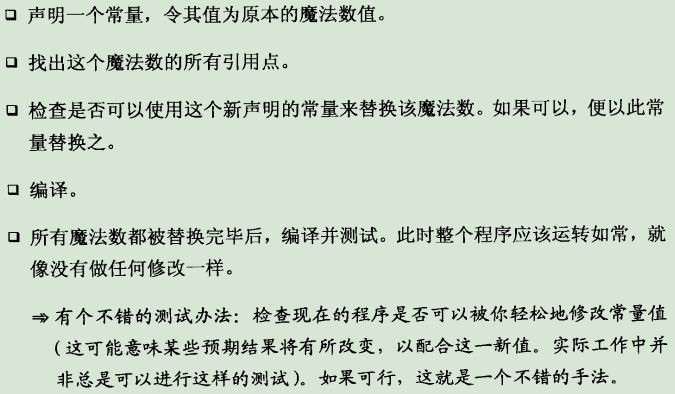 ❑ 声明一个常量，令其值为原本的魔法数值。
❑ 找出这个魔法数的所有引用点。
❑ 检查是否可以使用这个新声明的常量来替换该魔法数。如果可以，便以此常
量替换之。
❑ 编译。
❑ 所有魔法数都被替换完毕后，编译并测试。此时整个程序应该运转如常，就
像没有做任何修改一样。
⇒ 有个不错的测试办法：检查现在的程序是否可以被你轻松地修改常量值
（这可能意味某些预期结果将有所改变，以配合这一新值。实际工作中并
非总是可以进行这样的测试）。如果可行，这就是一个不错的手法。